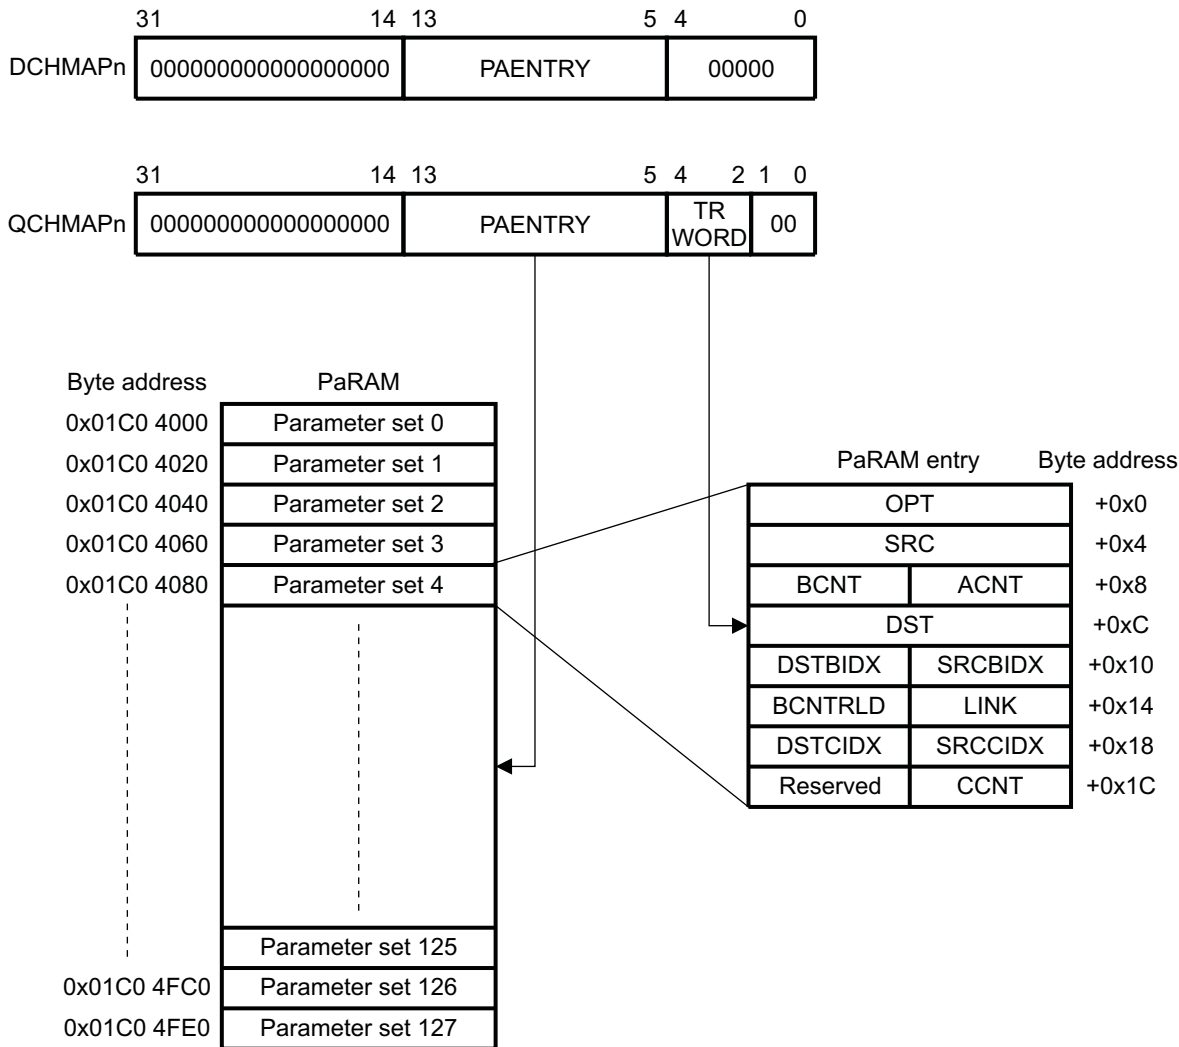 31 14 13 5 4 0
DCHMAPn 000000000000000000 PAENTRY 00000
31 14 13 5 4 2 1 0
QCHMAPn 000000000000000000 PAENTRY TR WORD 00
Byte address PaRAM
0x01C0 4000 Parameter set 0
0x01C0 4020 Parameter set 1
0x01C0 4040 Parameter set 2
0x01C0 4060 Parameter set 3
0x01C0 4080 Parameter set 4
Parameter set 125
0x01C0 4FC0 Parameter set 126
0x01C0 4FE0 Parameter set 127
PaRAM entry Byte address
OPT +0x0
SRC +0x4
BCNT ACNT +0x8
DST +0xC
DSTBIDX SRCBIDX +0x10
BCNTRLD LINK +0x14
DSTCIDX SRCCIDX +0x18
Reserved CCNT +0x1C